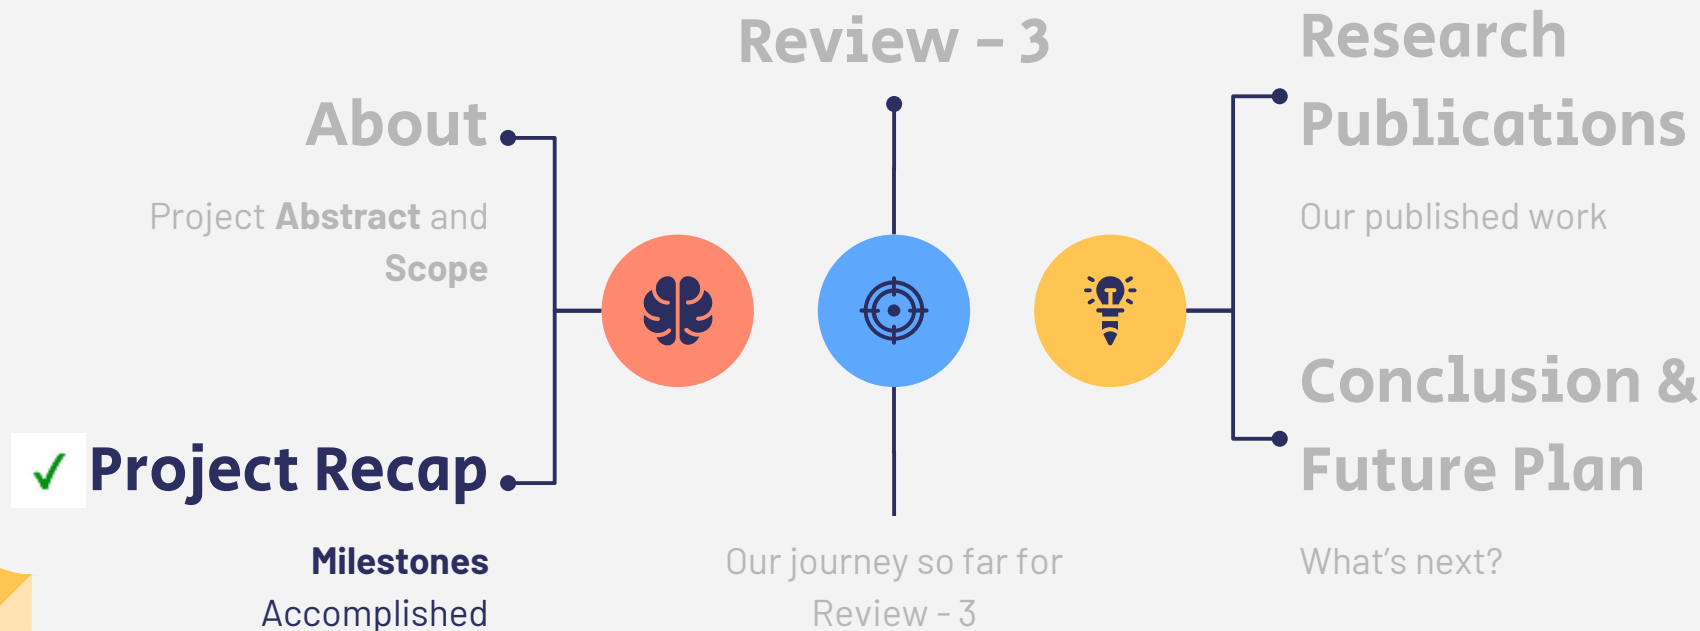 About
Project Abstract and
Scope
✓ Project Recap
Milestones
Accomplished
Review – 3
Our journey so far for
Review - 3
Research
Publications
Our published work
Conclusion &
Future Plan
What's next?